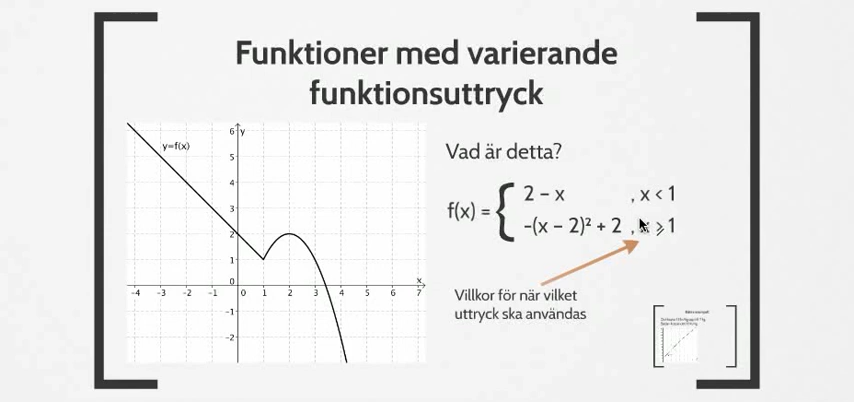 Funktioner med varierande
funktionsuttryck
y=f(x)
y
6
5
4
3
2
1
0
-1
-2
-4 -3 -2 -1 0 1 2 3 4 5 6 7
x
Vad är detta?
f(x) = {
2 – x , x < 1
-(x – 2)² + 2 , x ⩾ 1
Villkor för när vilket
uttryck ska användas